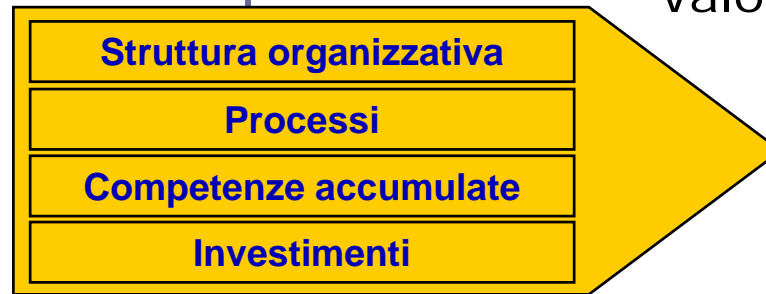 Struttura organizzativa
Processi
Competenze accumulate
Investimenti